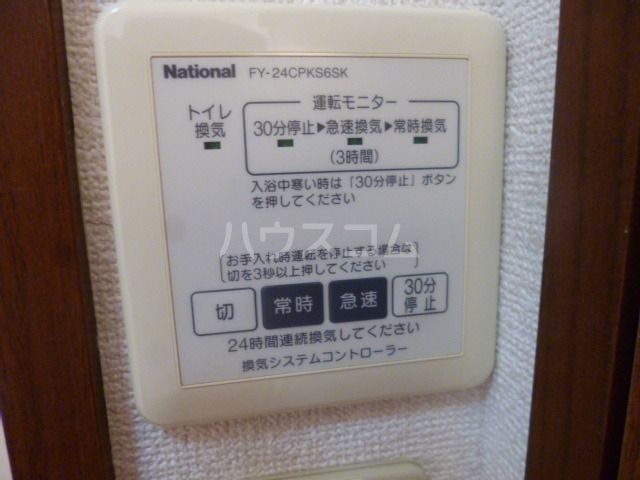 National FY-24CPKS6SK
運転モニター
トイレ
換気
30分停止▶急速換気▶常時換気
(3時間)
入浴中寒い時は「30分停止」ボタン
を押してください
ハウスコム
お手入れ時運転を停止する場合は
切を3秒以上押してください
切 常時 急速 30分
停止
24時間連続換気してください
換気システムコントローラー